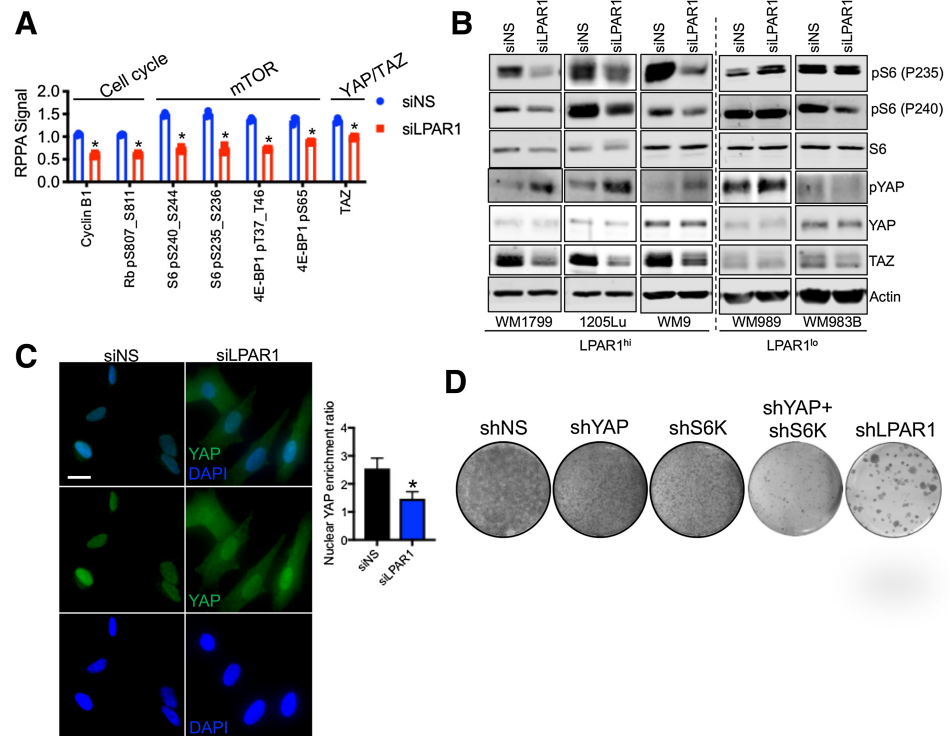 A
Cell cycle
mTOR
YAP/TAZ
RPPA Signal
2.0
1.5
1.0
0.5
0.0
siNS
siLPAR1
* * * * * * *
Cyclin B1
Rb pS807_S811
S6 pS240_S244
S6 pS235_S236
4E-BP1 pT37_T46
4E-BP1 pS65
TAZ
B
siNS siLPAR1 siNS siLPAR1 siNS siLPAR1 siNS siLPAR1 siNS siLPAR1
pS6 (P235)
pS6 (P240)
S6
pYAP
YAP
TAZ
Actin
WM1799 1205Lu WM9 WM989 WM983B
LPAR1hi LPAR1lo
C
siNS siLPAR1
YAP
DAPI
YAP
DAPI
Nuclear YAP enrichment ratio
4
3
2
1
0
*
siNS
siLPAR1
D
shNS shYAP shS6K shYAP+
shS6K shLPAR1